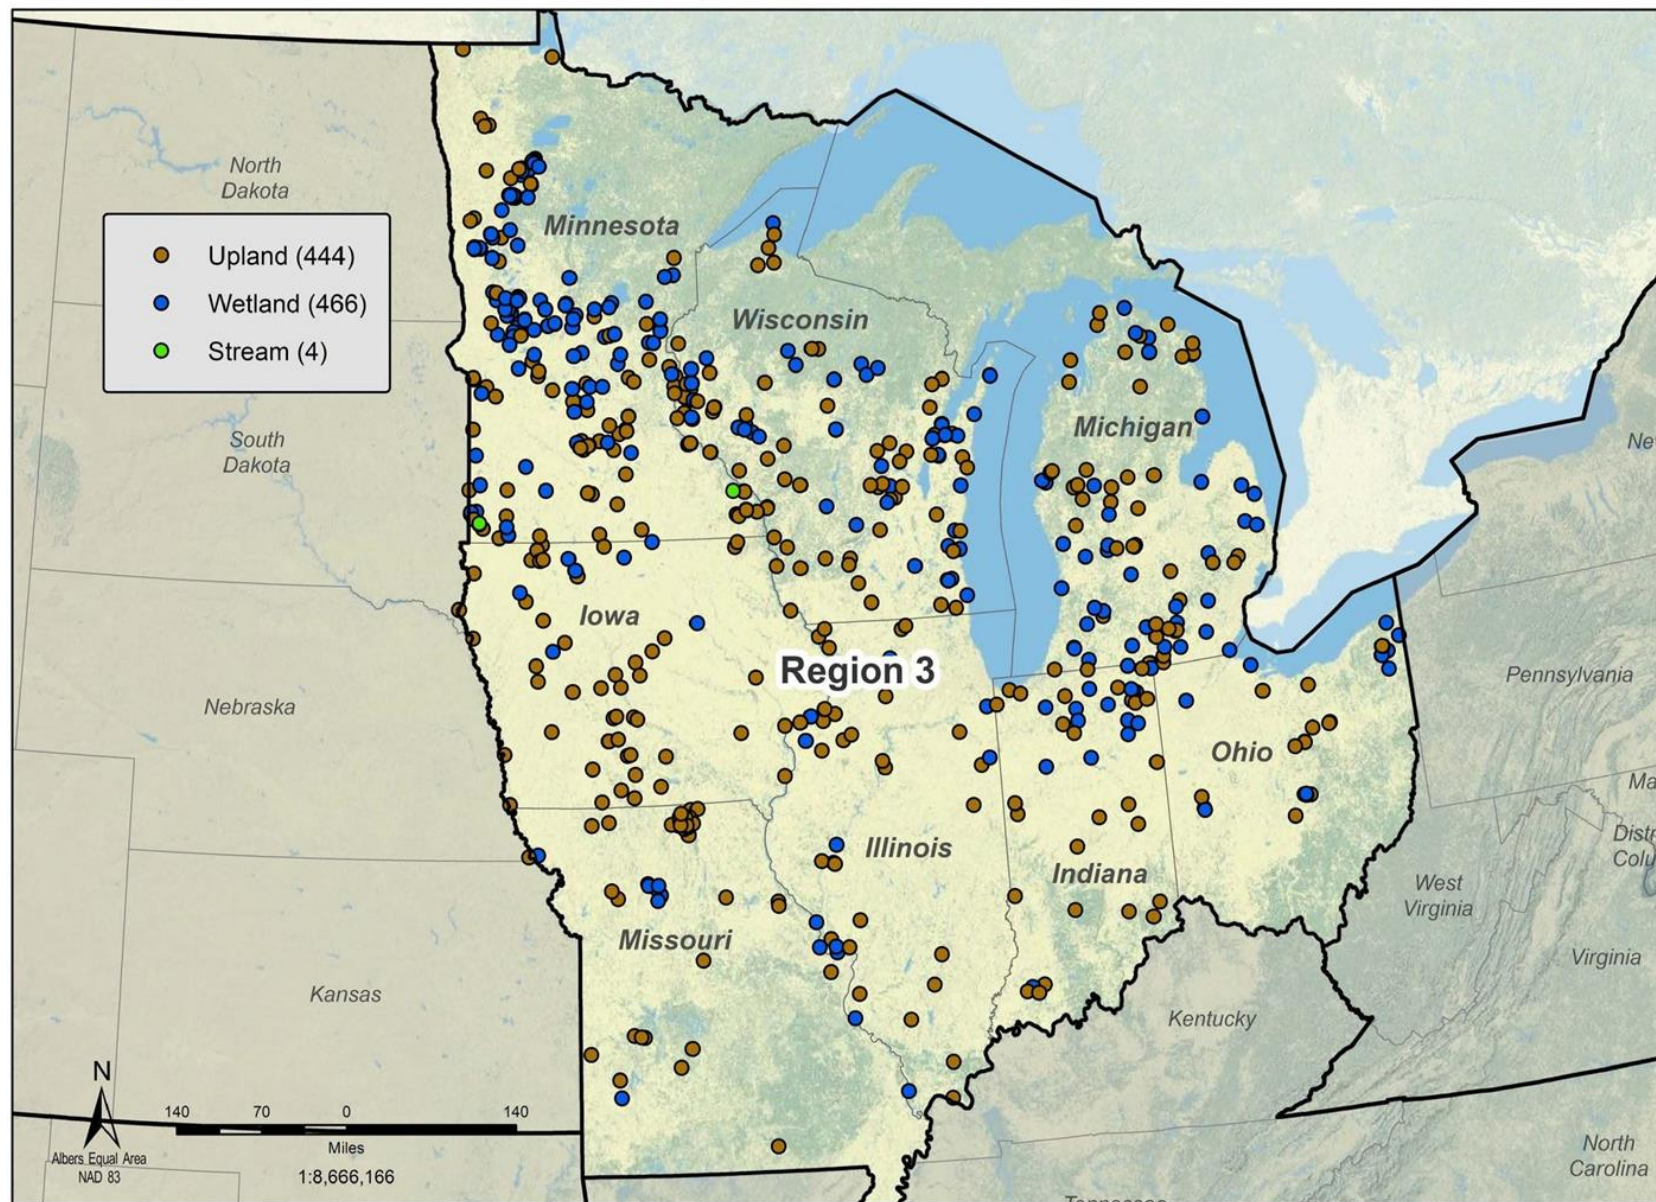 North
Dakota
Minnesota
Upland (444)
Wetland (466)
Stream (4)
Wisconsin
Michigan
South
Dakota
Iowa
Region 3
Nebraska
Pennsylvania
Ohio
Illinois
Indiana
West
Virginia
Missouri
Virginia
Kansas
Kentucky
N
140 70 0 140
Miles
Albers Equal Area
NAD 83
1:8,666,166
North
Carolina